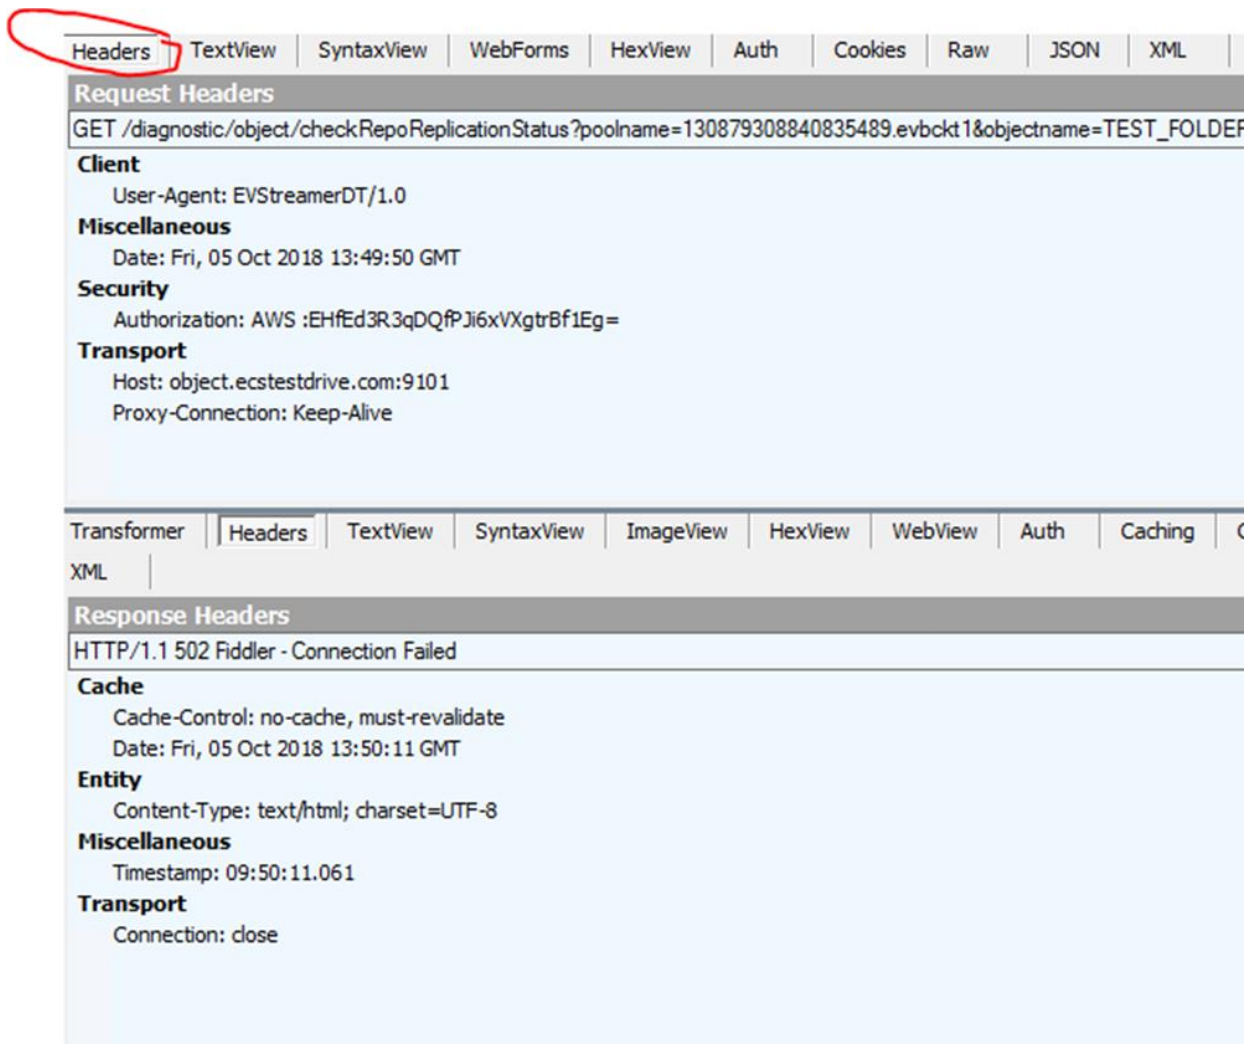 Headers TextView SyntaxView WebForms HexView Auth Cookies Raw JSON XML
Request Headers
GET /diagnostic/object/checkRepoReplicationStatus?poolname=130879308840835489.evbckt1&objectname=TEST_FOLDER
Client
User-Agent: EVStreamerDT/1.0
Miscellaneous
Date: Fri, 05 Oct 2018 13:49:50 GMT
Security
Authorization: AWS :EHfEd3R3qDQfPJi6xVXgtrBf1Eg=
Transport
Host: object.ecstestdrive.com:9101
Proxy-Connection: Keep-Alive
Transformer Headers TextView SyntaxView ImageView HexView WebView Auth Caching
XML
Response Headers
HTTP/1.1 502 Fiddler - Connection Failed
Cache
Cache-Control: no-cache, must-revalidate
Date: Fri, 05 Oct 2018 13:50:11 GMT
Entity
Content-Type: text/html; charset=UTF-8
Miscellaneous
Timestamp: 09:50:11.061
Transport
Connection: close